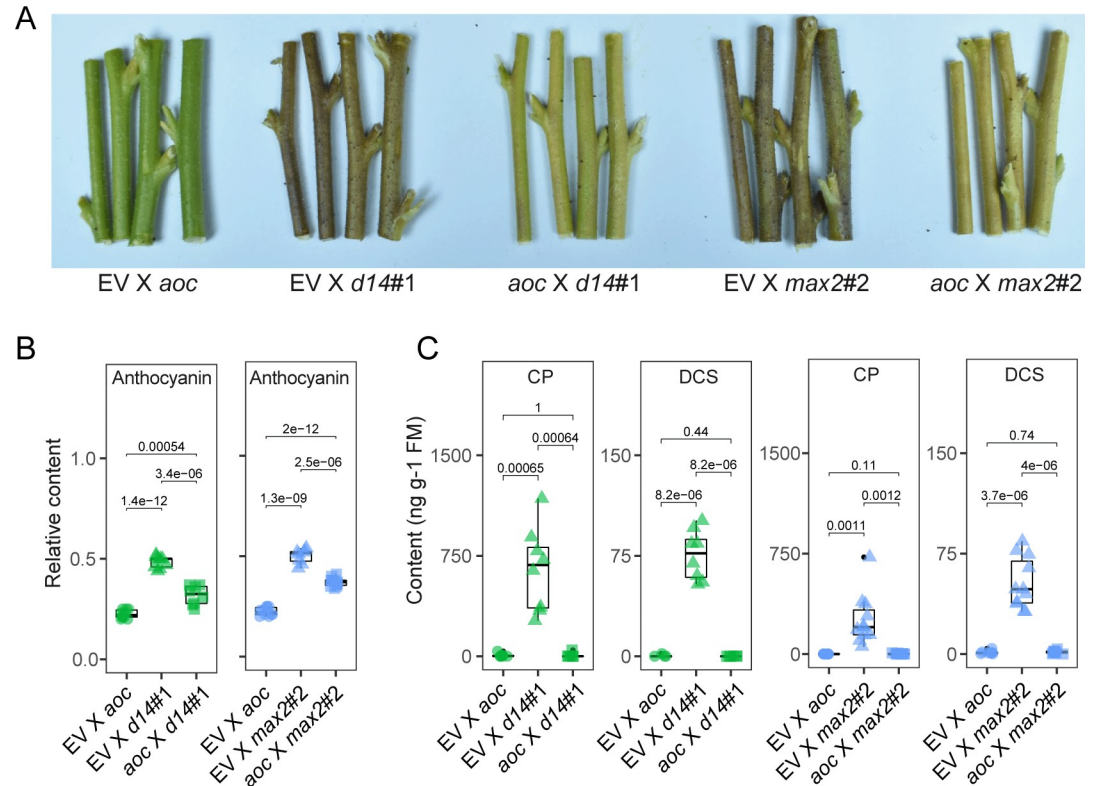 A
EV X aoc
EV X d14#1
aoc X d14#1
EV X max2#2
aoc X max2#2
B
Relative content
1.0
0.5
0.0
Anthocyanin
0.00054
3.4e−06
1.4e−12
EV X aoc
EV X d14#1
aoc X d14#1
Anthocyanin
2e−12
2.5e−06
1.3e−09
EV X aoc
EV X max2#2
aoc X max2#2
C
Content (ng g-1 FM)
1500
750
0
CP
1
0.00064
0.00065
EV X aoc
EV X d14#1
aoc X d14#1
150
75
0
DCS
0.44
8.2e−06
8.2e−06
EV X aoc
EV X d14#1
aoc X d14#1
1500
750
0
CP
0.11
0.0012
0.0011
EV X aoc
EV X max2#2
aoc X max2#2
150
75
0
DCS
0.74
4e−06
3.7e−06
EV X aoc
EV X max2#2
aoc X max2#2